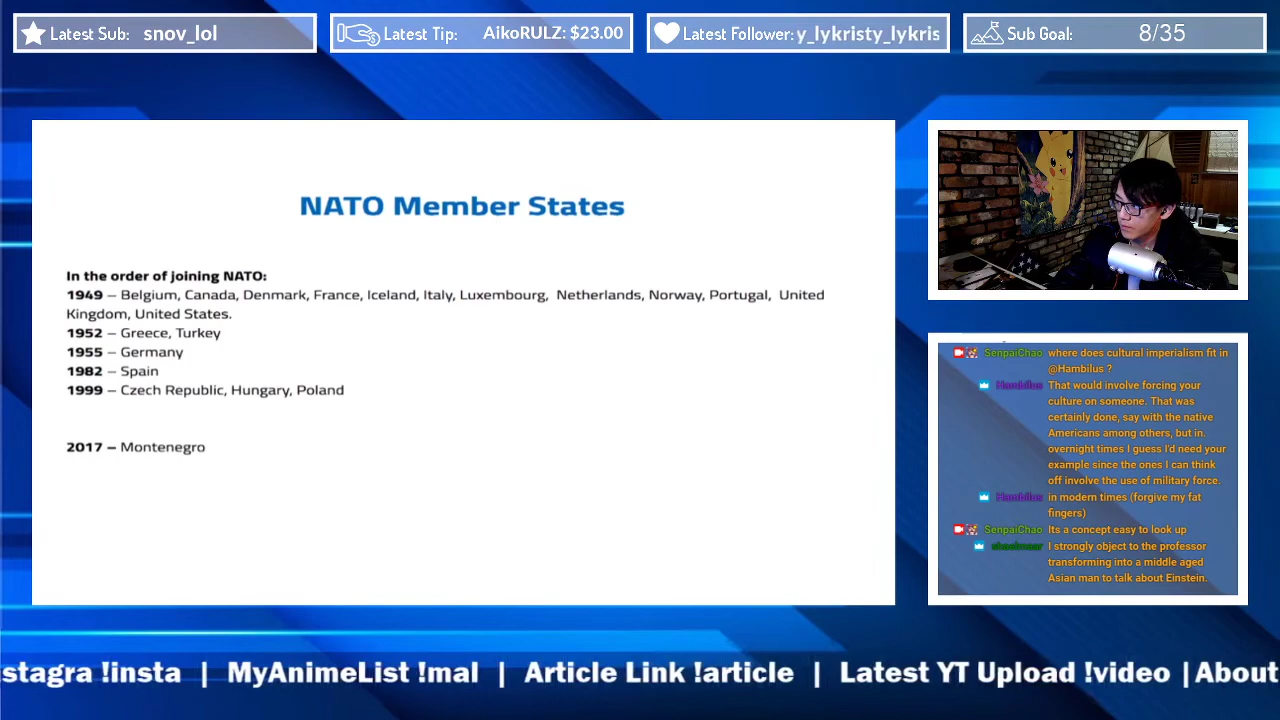 Latest Sub: snov_lol
Latest Tip: AikoRULZ: $23.00
Latest Follower: y_lykristy_lykris
Sub Goal: 8/35
NATO Member States
In the order of joining NATO:
1949 – Belgium, Canada, Denmark, France, Iceland, Italy, Luxembourg, Netherlands, Norway, Portugal, United
Kingdom, United States.
1952 – Greece, Turkey
1955 – Germany
1982 – Spain
1999 – Czech Republic, Hungary, Poland
2017 – Montenegro
SenpaiChao where does cultural imperialism fit in
@Hambilus ?
Hambilus That would involve forcing your
culture on someone. That was
certainly done, say with the native
Americans among others, but in.
overnight times I guess I'd need your
example since the ones I can think
off involve the use of military force.
Hambilus in modern times (forgive my fat
fingers)
SenpaiChao Its a concept easy to look up
I strongly object to the professor
transforming into a middle aged
Asian man to talk about Einstein.
stagra !insta | MyAnimeList !mal | Article Link !article | Latest YT Upload !video | About